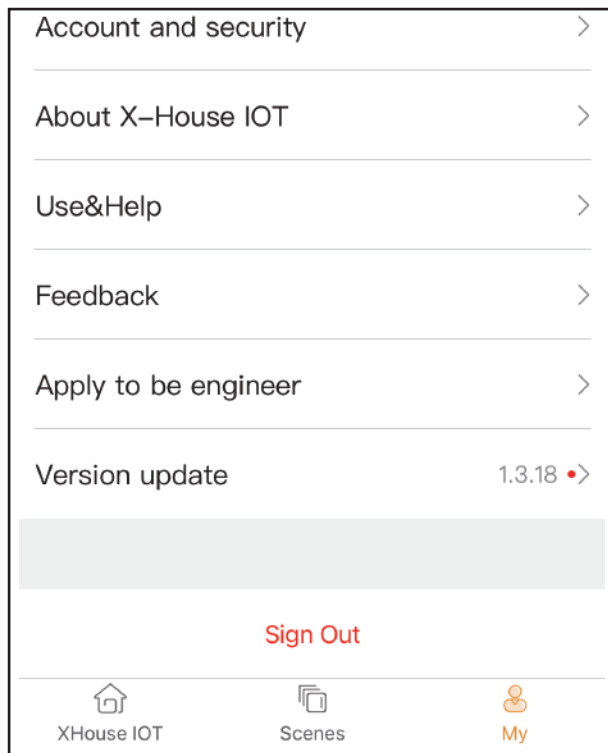 Account and security
About X-House IOT
Use&Help
Feedback
Apply to be engineer
Version update 1.3.18
Sign Out
XHouse IOT Scenes My